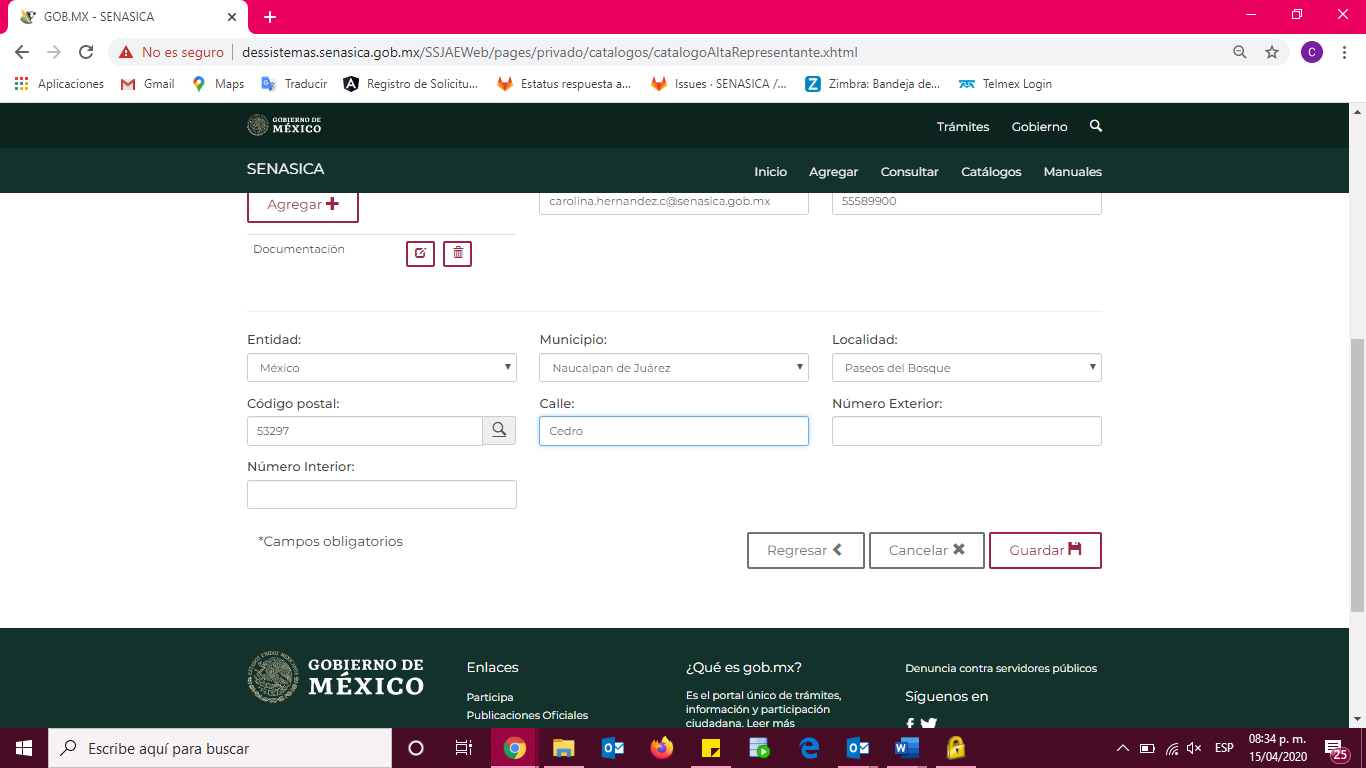 GOB.MX - SENASICA
No es seguro
dessistemas.senasica.gob.mx/SSJAEWeb/pages/privado/catalogos/catalogoAltaRepresentante.xhtml
C
Aplicaciones Gmail Maps Traducir Registro de Solicitu... Estatus respuesta a... Issues · SENASICA /... Zimbra: Bandeja de... Telmex Login
GOBIERNO DE
MÉXICO
Trámites Gobierno
SENASICA
Inicio Agregar Consultar Catálogos Manuales
Agregar
carolina.hernandez.c@senasica.gob.mx
55589900
Documentación
Entidad: Municipio: Localidad:
México Naucalpan de Juárez Paseos del Bosque
Código postal: Calle: Número Exterior:
53297 Cedro
Número Interior:
*Campos obligatorios
Regresar Cancelar Guardar
GOBIERNO DE
MÉXICO
Enlaces
Participa
Publicaciones Oficiales
¿Qué es gob.mx?
Es el portal único de trámites,
información y participación
ciudadana. Leer más
Denuncia contra servidores públicos
Síguenos en
Escribe aquí para buscar
ESP
08:34 p. m.
15/04/2020
25